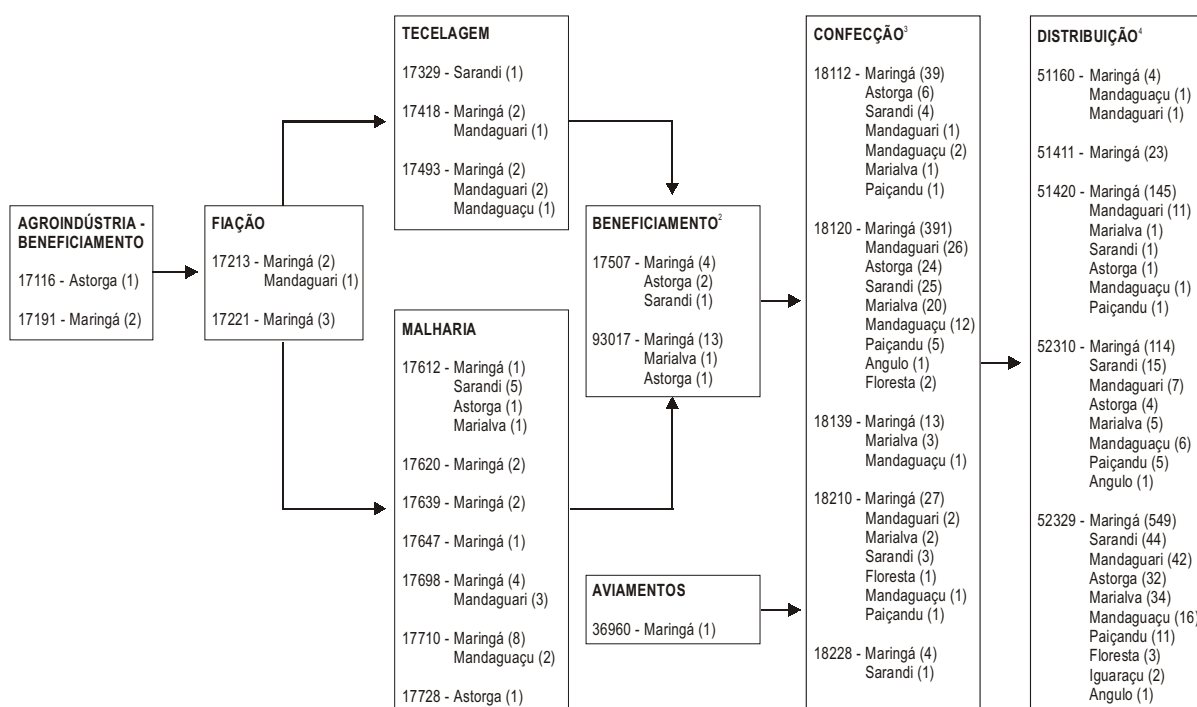 AGROINDÚSTRIA -
BENEFICIAMENTO
17116 - Astorga (1)
17191 - Maringá (2)
FIAÇÃO
17213 - Maringá (2)
Mandaguari (1)
17221 - Maringá (3)
TECELAGEM
17329 - Sarandi (1)
17418 - Maringá (2)
Mandaguari (1)
17493 - Maringá (2)
Mandaguari (2)
Mandaguaçu (1)
MALHARIA
17612 - Maringá (1)
Sarandi (5)
Astorga (1)
Marialva (1)
17620 - Maringá (2)
17639 - Maringá (2)
17647 - Maringá (1)
17698 - Maringá (4)
Mandaguari (3)
17710 - Maringá (8)
Mandaguaçu (2)
17728 - Astorga (1)
BENEFICIAMENTO²
17507 - Maringá (4)
Astorga (2)
Sarandi (1)
93017 - Maringá (13)
Marialva (1)
Astorga (1)
AVIAMENTOS
36960 - Maringá (1)
CONFECÇÃO³
18112 - Maringá (39)
Astorga (6)
Sarandi (4)
Mandaguari (1)
Mandaguaçu (2)
Marialva (1)
Paiçandu (1)
18120 - Maringá (391)
Mandaguari (26)
Astorga (24)
Sarandi (25)
Marialva (20)
Mandaguaçu (12)
Paiçandu (5)
Angulo (1)
Floresta (2)
18139 - Maringá (13)
Marialva (3)
Mandaguaçu (1)
18210 - Maringá (27)
Mandaguari (2)
Marialva (2)
Sarandi (3)
Floresta (1)
Mandaguaçu (1)
Paiçandu (1)
18228 - Maringá (4)
Sarandi (1)
DISTRIBUIÇÃO⁴
51160 - Maringá (4)
Mandaguaçu (1)
Mandaguari (1)
51411 - Maringá (23)
51420 - Maringá (145)
Mandaguari (11)
Marialva (1)
Sarandi (1)
Astorga (1)
Mandaguaçu (1)
Paiçandu (1)
52310 - Maringá (114)
Sarandi (15)
Mandaguari (7)
Astorga (4)
Marialva (5)
Mandaguaçu (6)
Paiçandu (5)
Angulo (1)
52329 - Maringá (549)
Sarandi (44)
Mandaguari (42)
Astorga (32)
Marialva (34)
Mandaguaçu (16)
Paiçandu (11)
Floresta (3)
Iguaraçu (2)
Angulo (1)